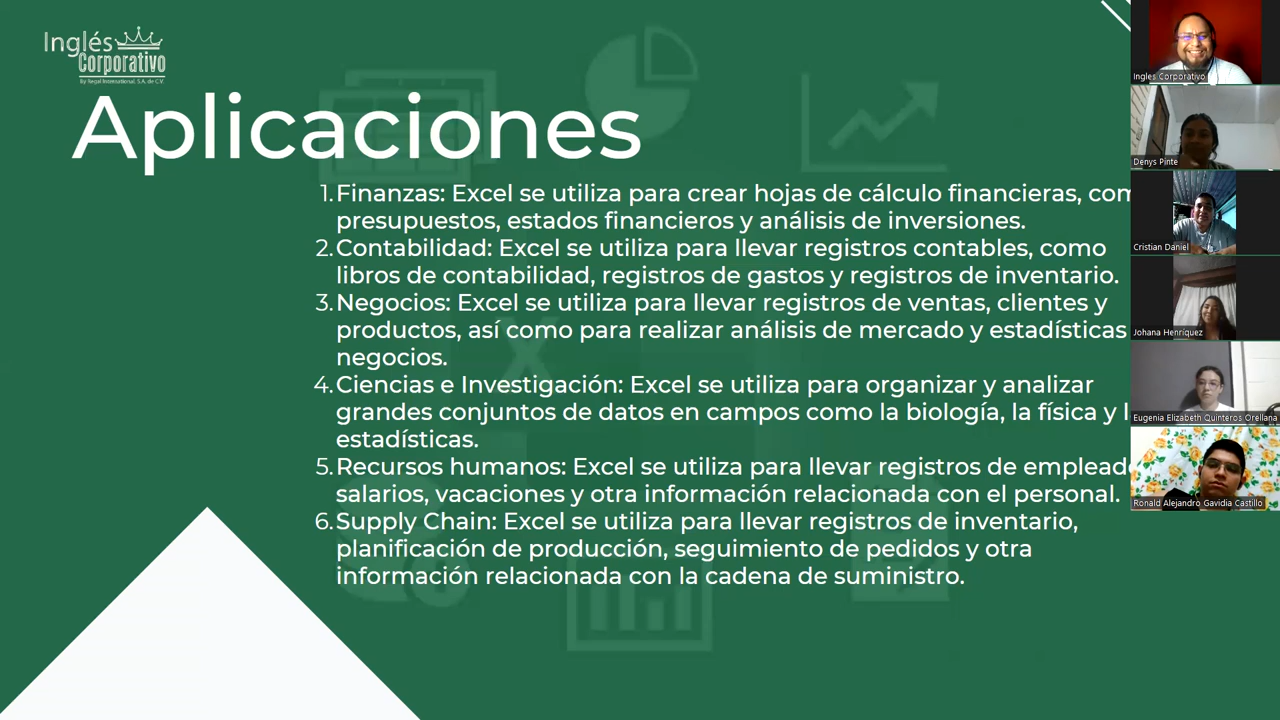 Inglés
Corporativo
By Regal International, S.A. de C.V.
Aplicaciones
1. Finanzas: Excel se utiliza para crear hojas de cálculo financieras, com
presupuestos, estados financieros y análisis de inversiones.
2. Contabilidad: Excel se utiliza para llevar registros contables, como
libros de contabilidad, registros de gastos y registros de inventario.
3. Negocios: Excel se utiliza para llevar registros de ventas, clientes y
productos, así como para realizar análisis de mercado y estadísticas
negocios.
4. Ciencias e Investigación: Excel se utiliza para organizar y analizar
grandes conjuntos de datos en campos como la biología, la física y l
estadísticas.
5. Recursos humanos: Excel se utiliza para llevar registros de emplead
salarios, vacaciones y otra información relacionada con el personal.
6. Supply Chain: Excel se utiliza para llevar registros de inventario,
planificación de producción, seguimiento de pedidos y otra
información relacionada con la cadena de suministro.
Ingles Corporativo
Denys Pinte
Cristian Daniel
Johana Henríquez
Eugenia Elizabeth Quinteros Orellana
Ronald Alejandro Gavidia Castillo